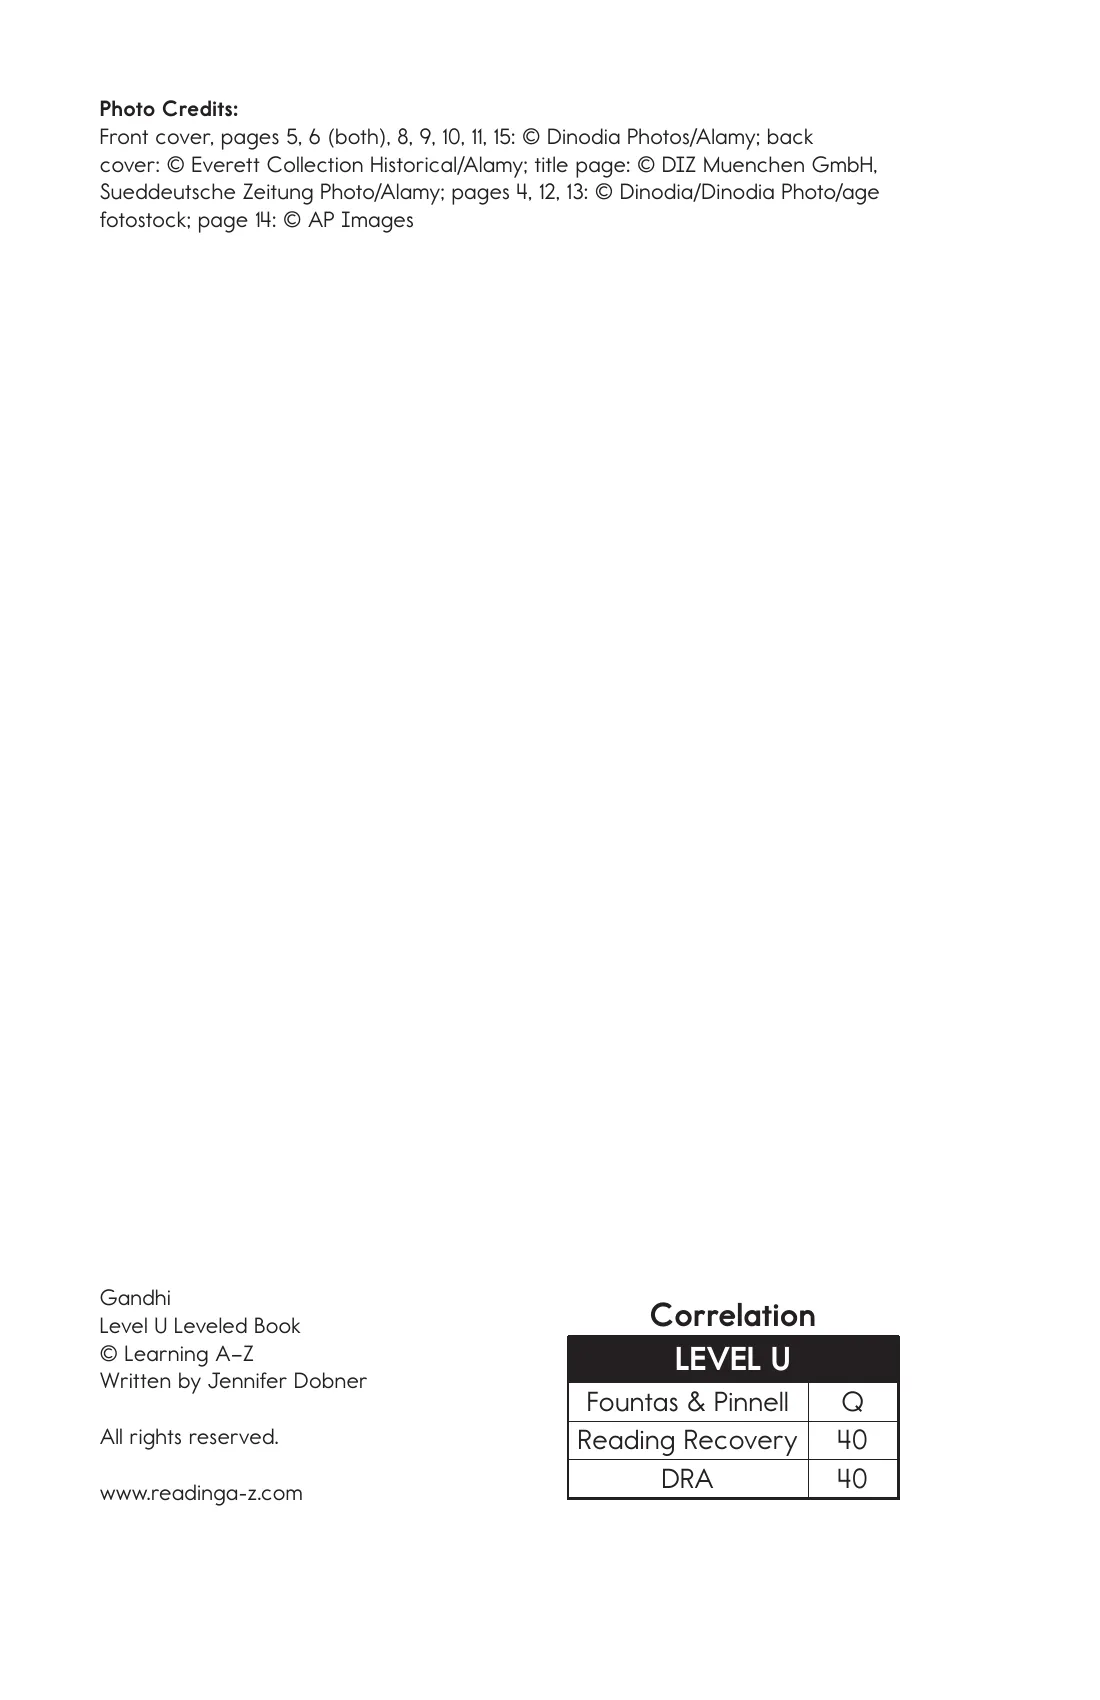 Photo Credits:
Front cover, pages 5, 6 (both), 8, 9, 10, 11, 15: © Dinodia Photos/Alamy; back
cover: © Everett Collection Historical/Alamy; title page: © DIZ Muenchen GmbH,
Sueddeutsche Zeitung Photo/Alamy; pages 4, 12, 13: © Dinodia/Dinodia Photo/age
fotostock; page 14: © AP Images
Gandhi
Level U Leveled Book
© Learning A–Z
Written by Jennifer Dobner
All rights reserved.
www.readinga-z.com
Correlation
LEVEL U
Fountas & Pinnell Q
Reading Recovery 40
DRA 40